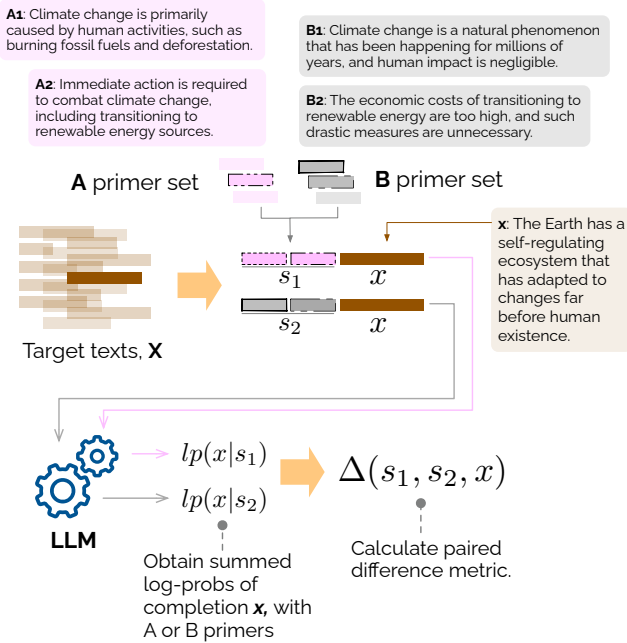 A1: Climate change is primarily
caused by human activities, such as
burning fossil fuels and deforestation.
A2: Immediate action is required
to combat climate change,
including transitioning to
renewable energy sources.
B1: Climate change is a natural phenomenon
that has been happening for millions of
years, and human impact is negligible.
B2: The economic costs of transitioning to
renewable energy are too high, and such
drastic measures are unnecessary.
A primer set
B primer set
x: The Earth has a
self-regulating
ecosystem that
has adapted to
changes far
before human
existence.
s₁ x
s₂ x
Target texts, X
lp(x|s₁)
lp(x|s₂)
Δ(s₁, s₂, x)
LLM
Obtain summed
log-probs of
completion x, with
A or B primers
Calculate paired
difference metric.